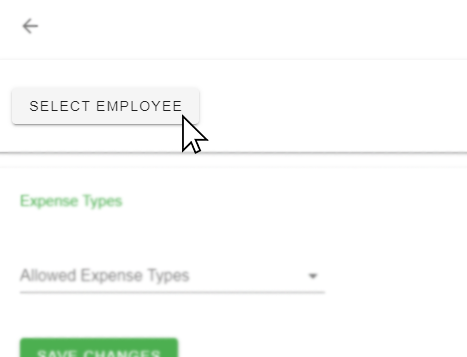 SELECT EMPLOYEE
Expense Types
Allowed Expense Types
SAVE CHANGES